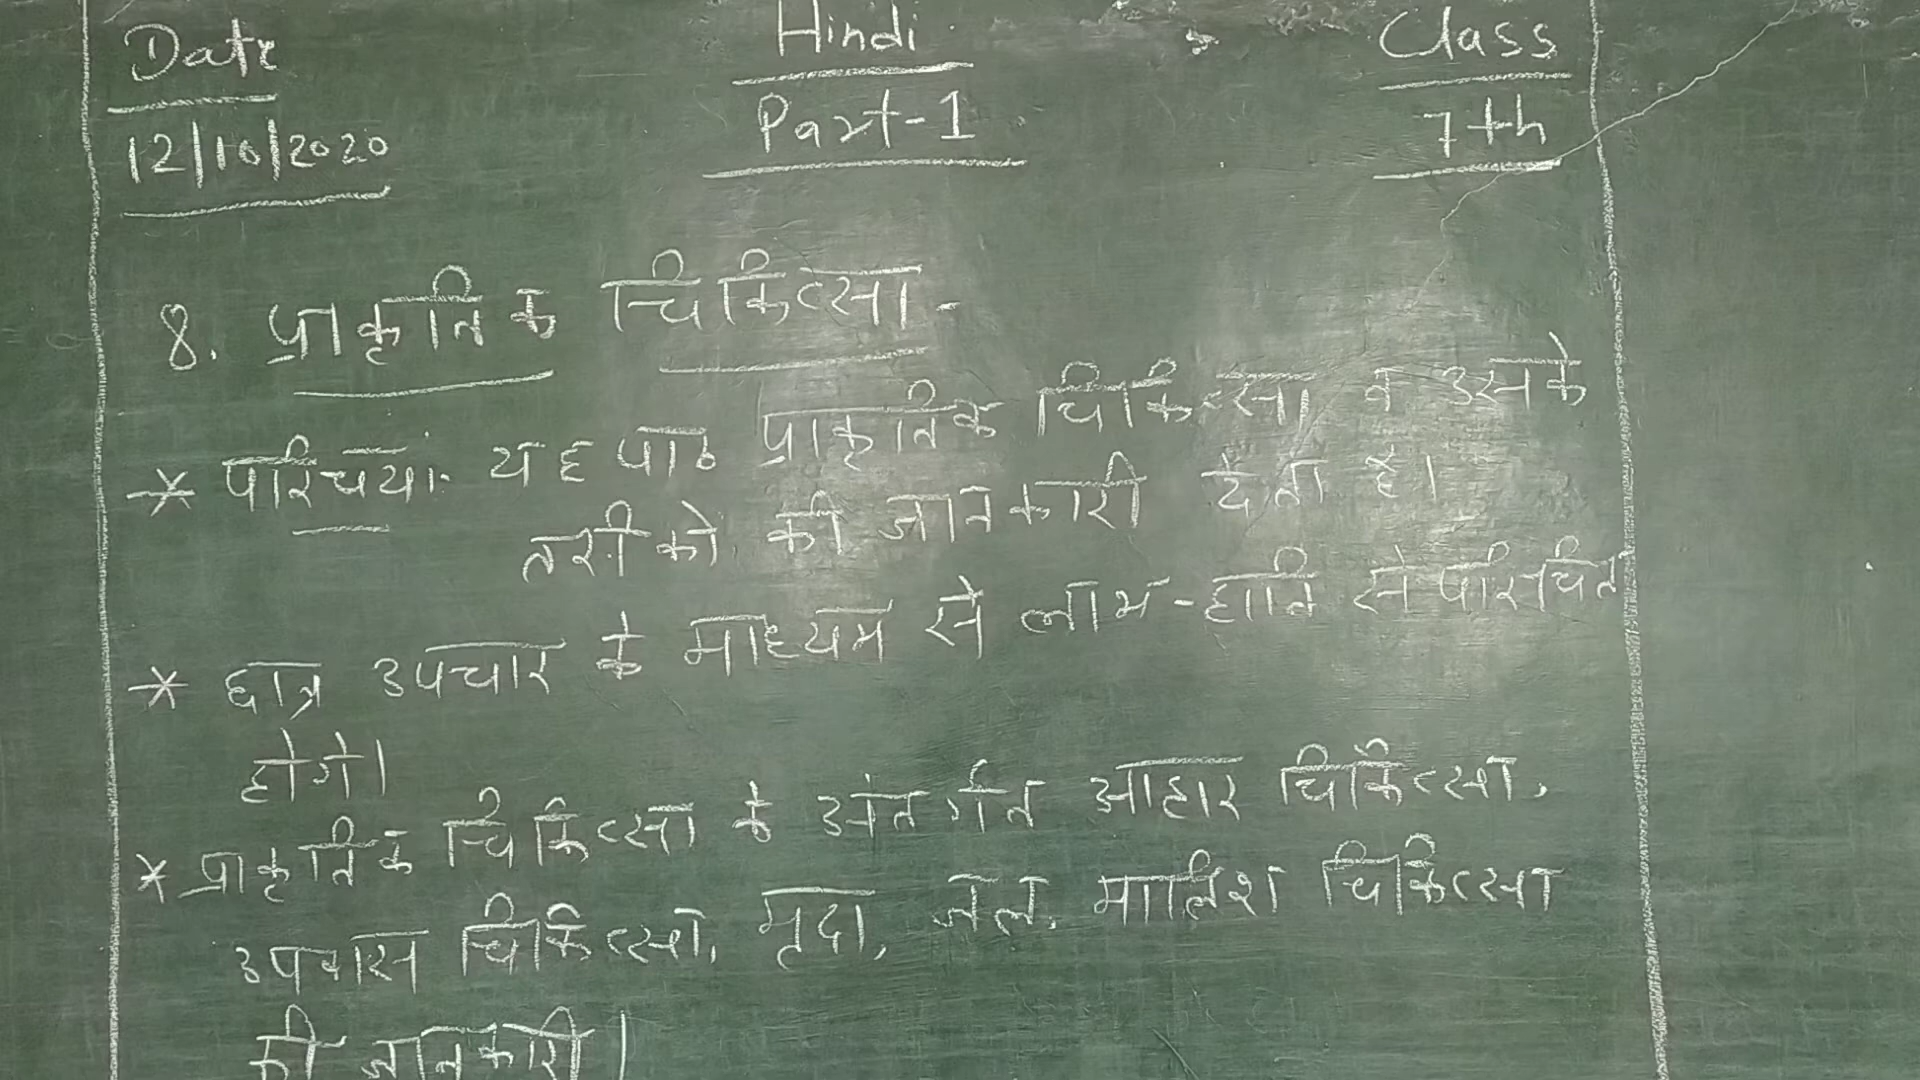 Date Hindi Class
12/10/2020 Part-1 7th
8. प्राकृतिक चिकित्सा -
* परिचय:- यह पाठ प्राकृतिक चिकित्सा व उसके
तरीको की जानकारी देता है।
* छात्र उपचार के माध्यम से लाभ-हानि से परिचित
होगे।
* प्राकृतिक चिकित्सा के अंतर्गत आहार चिकित्सा,
उपवास चिकित्सा, मृदा, जल, मालिश चिकित्सा
की जानकारी।